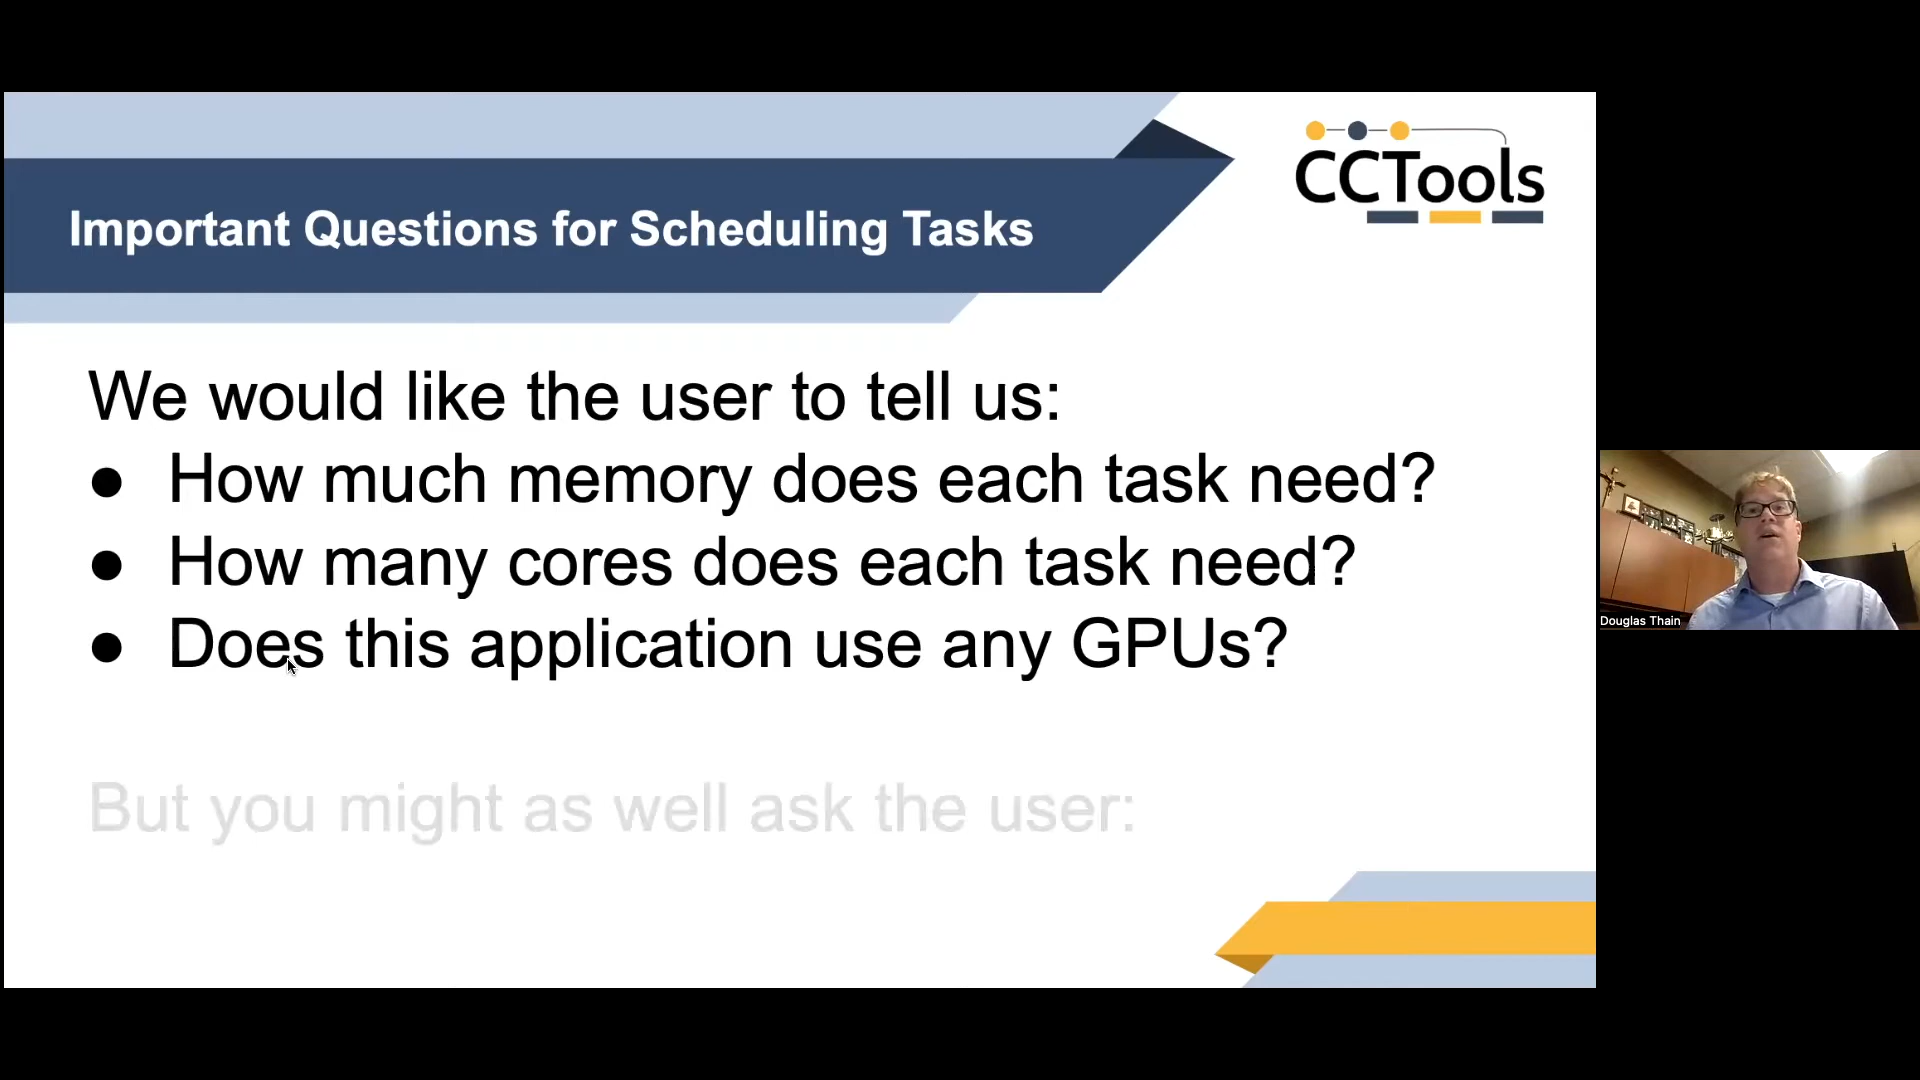 CCTools
Important Questions for Scheduling Tasks
We would like the user to tell us:
● How much memory does each task need?
● How many cores does each task need?
● Does this application use any GPUs?
But you might as well ask the user:
Douglas Thain